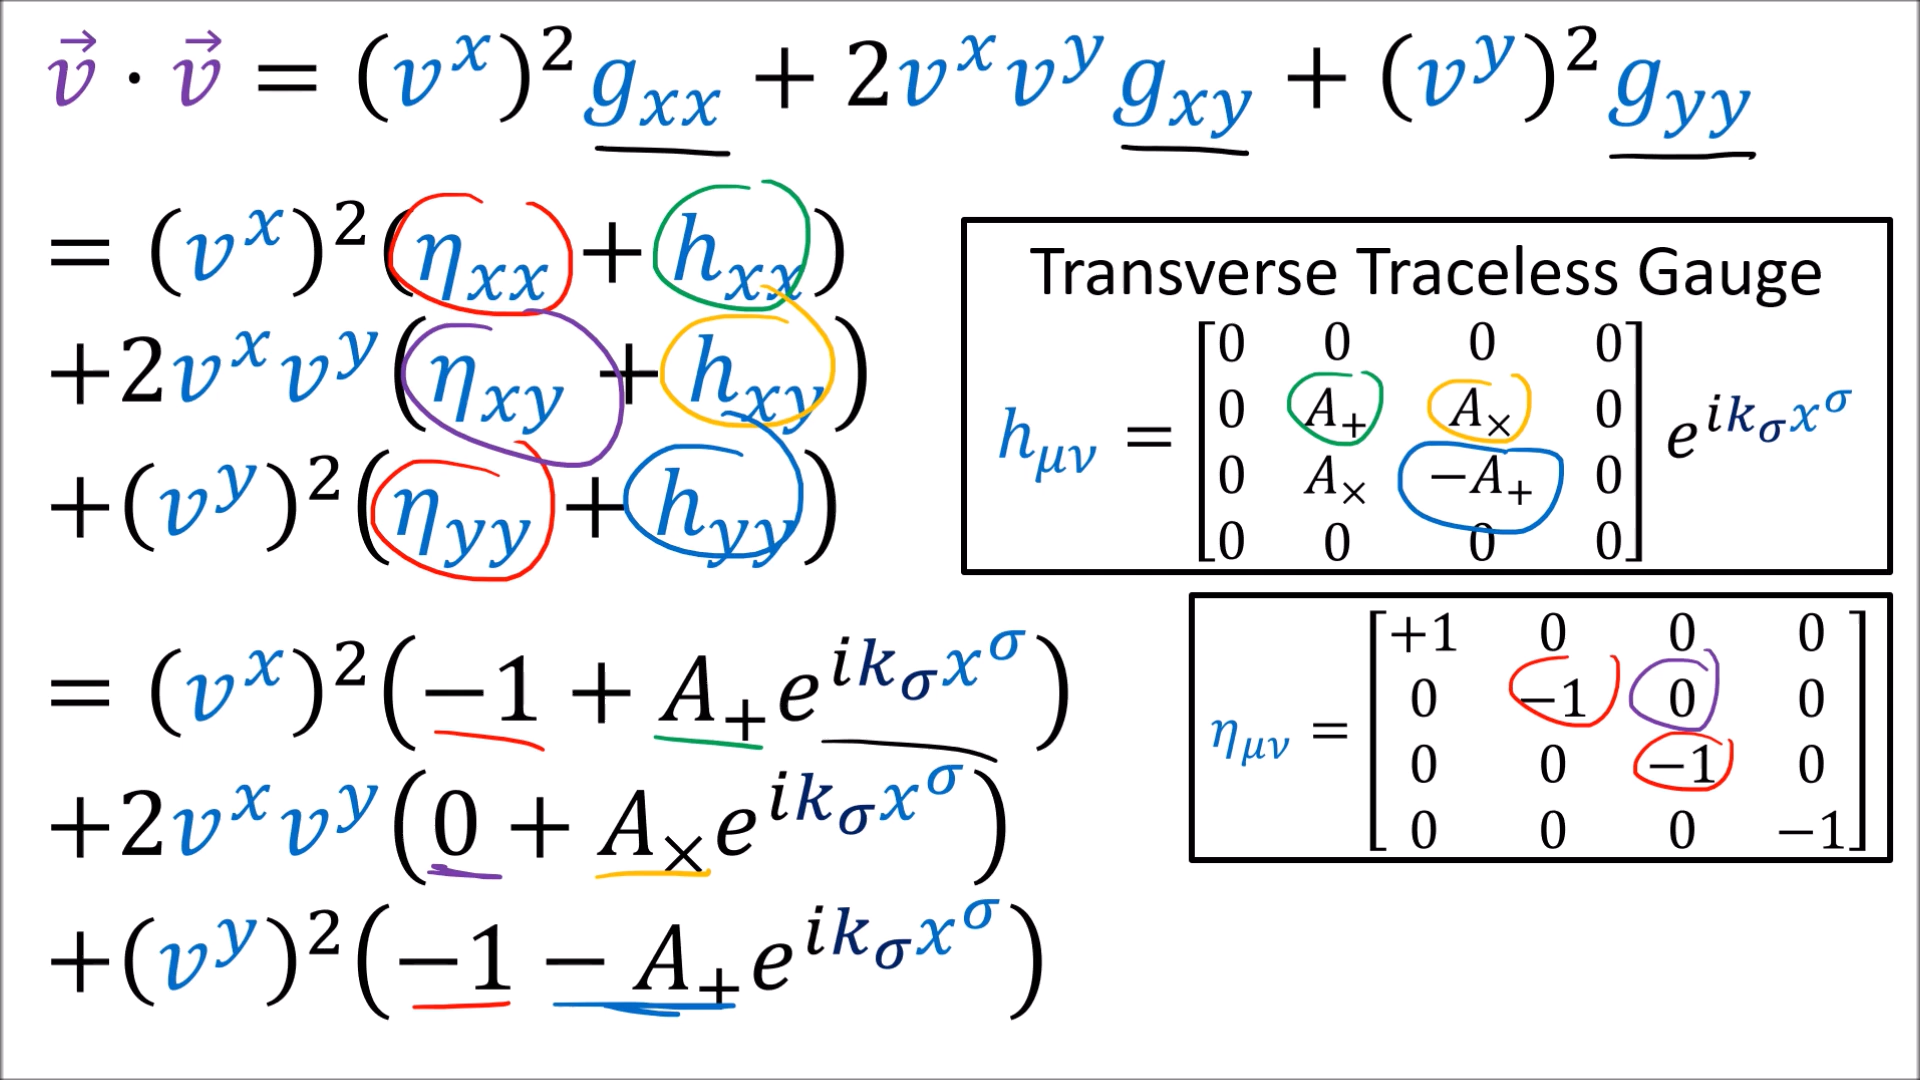 v⃗ · v⃗ = (vˣ)² gₓₓ + 2vˣv^y g_xy + (v^y)² g_yy
= (v^x)²(η_xx + h_xx)
+2v^x v^y(η_xy + h_xy)
+(v^y)²(η_yy + h_yy)
= (v^x)²(−1 + A_+ e^{ik_σ x^σ})
+2v^x v^y(0 + A_× e^{ik_σ x^σ})
+(v^y)²(−1 − A_+ e^{ik_σ x^σ})
Transverse Traceless Gauge
0 0 0 0
0 A_+ A_× 0
h_μν = e^{ik_σ x^σ}
0 A_× −A_+ 0
0 0 0 0
+1 0 0 0
0 −1 0 0
η_μν =
0 0 −1 0
0 0 0 −1